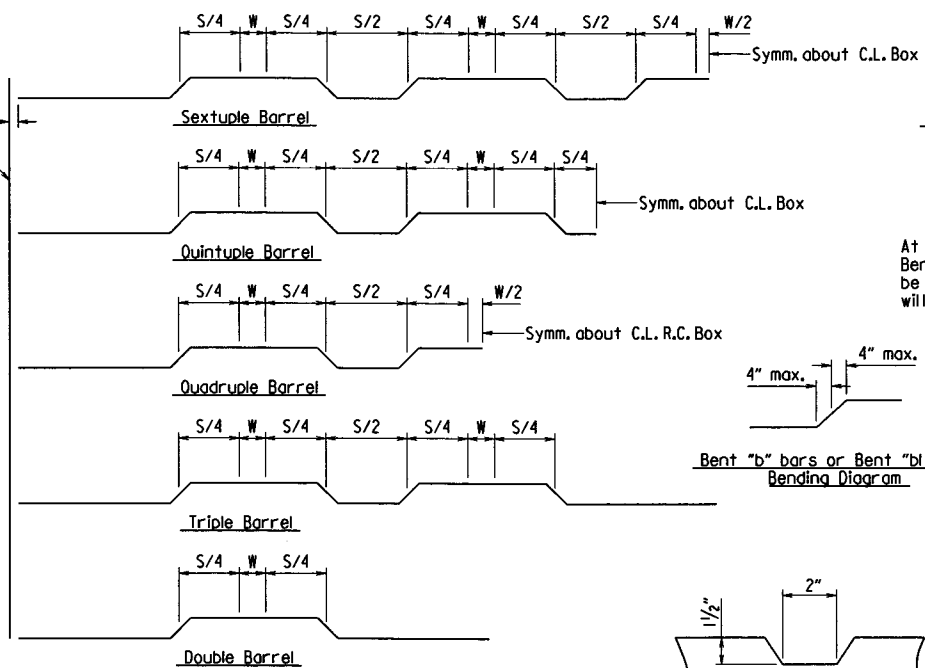 S/4 W S/4 S/2 S/4 W S/4 S/2 S/4 W/2
Symm. about C.L. Box
Sextuple Barrel
S/4 W S/4 S/2 S/4 W S/4 S/4
Symm. about C.L. Box
Quintuple Barrel
At
Ben
be
will
S/4 W S/4 S/2 S/4 W/2
Symm. about C.L. R.C. Box
Quadruple Barrel
4" max.
4" max.
Bent "b" bars or Bent "bl
Bending Diagram
S/4 W S/4 S/2 S/4 W S/4
Triple Barrel
S/4 W S/4
Double Barrel
2"
1½"